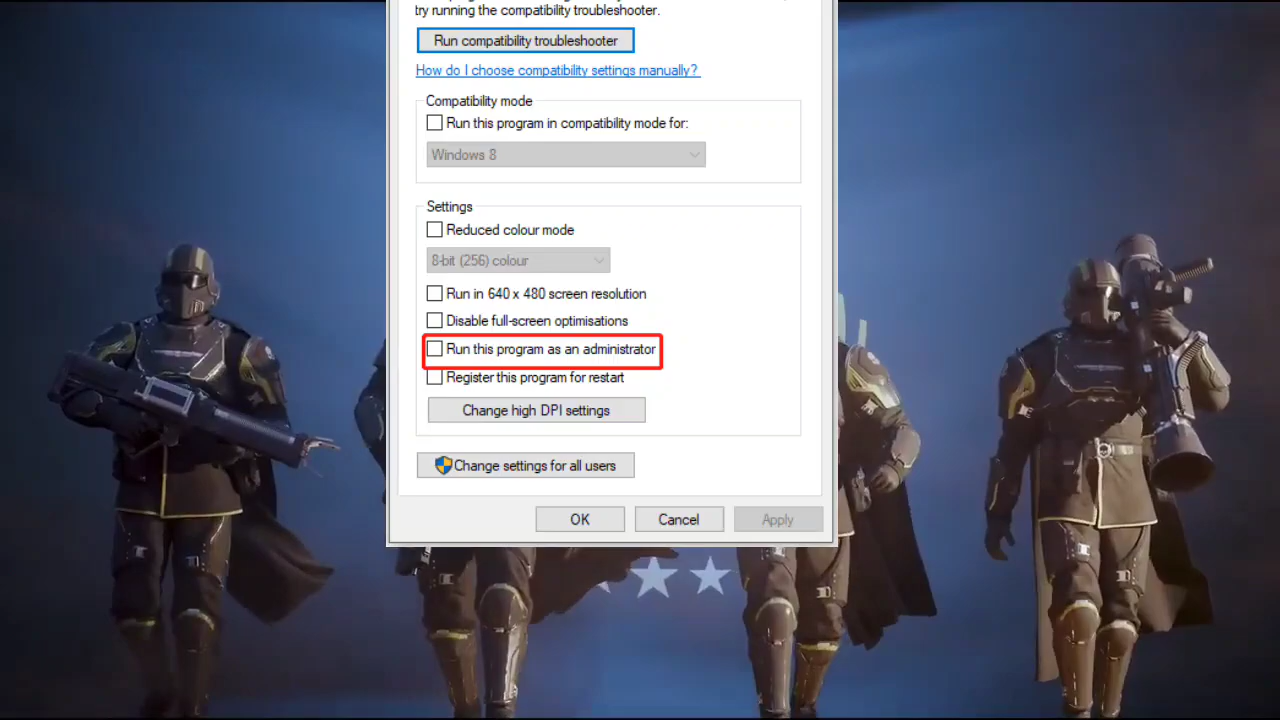 try running the compatibility troubleshooter.
Run compatibility troubleshooter
How do I choose compatibility settings manually?
Compatibility mode
Run this program in compatibility mode for:
Windows 8
Settings
Reduced colour mode
8-bit (256) colour
Run in 640 x 480 screen resolution
Disable full-screen optimisations
Run this program as an administrator
Register this program for restart
Change high DPI settings
Change settings for all users
OK
Cancel
Apply